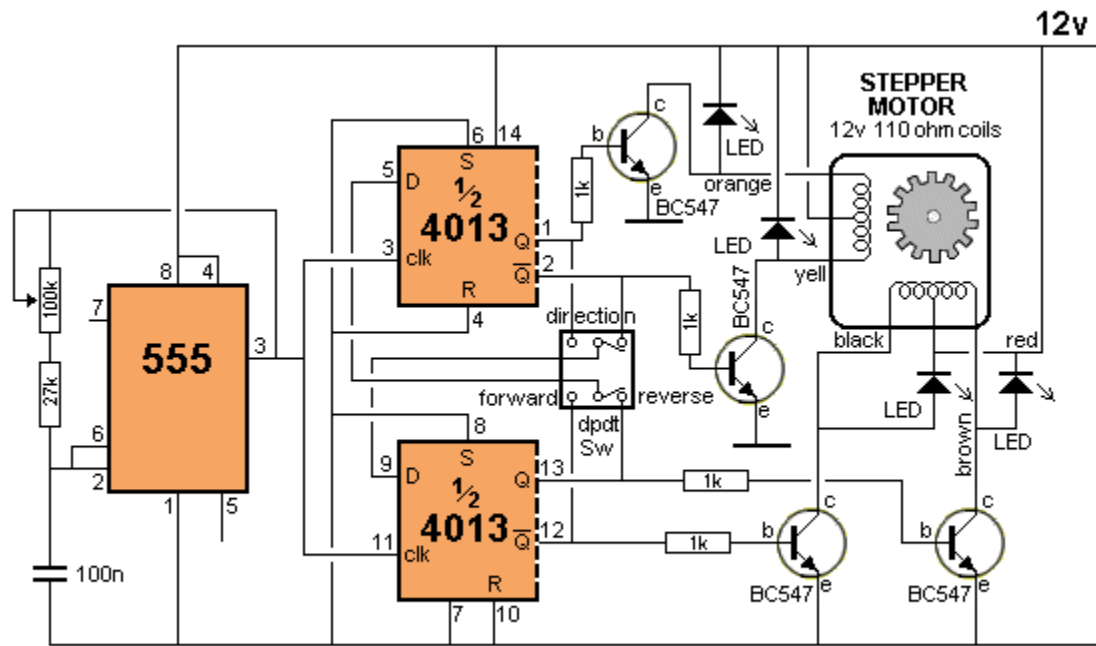 12v
STEPPER
MOTOR
12v 110 ohm coils
6 14
S
5 D
½
4013
3 clk
Q 1
Q̅ 2
R
4
b
c
e
BC547
1k
LED
orange
LED
yell
BC547
1k
b
c
e
8 4
7
100k
27k
555
3
6
2
1
5
100n
direction
forward
reverse
dpdt
Sw
8
S
9 D
½
4013
11 clk
Q 13
Q̅ 12
R
7 10
1k
1k
black
red
LED
LED
brown
b
c
e
BC547
b
c
e
BC547